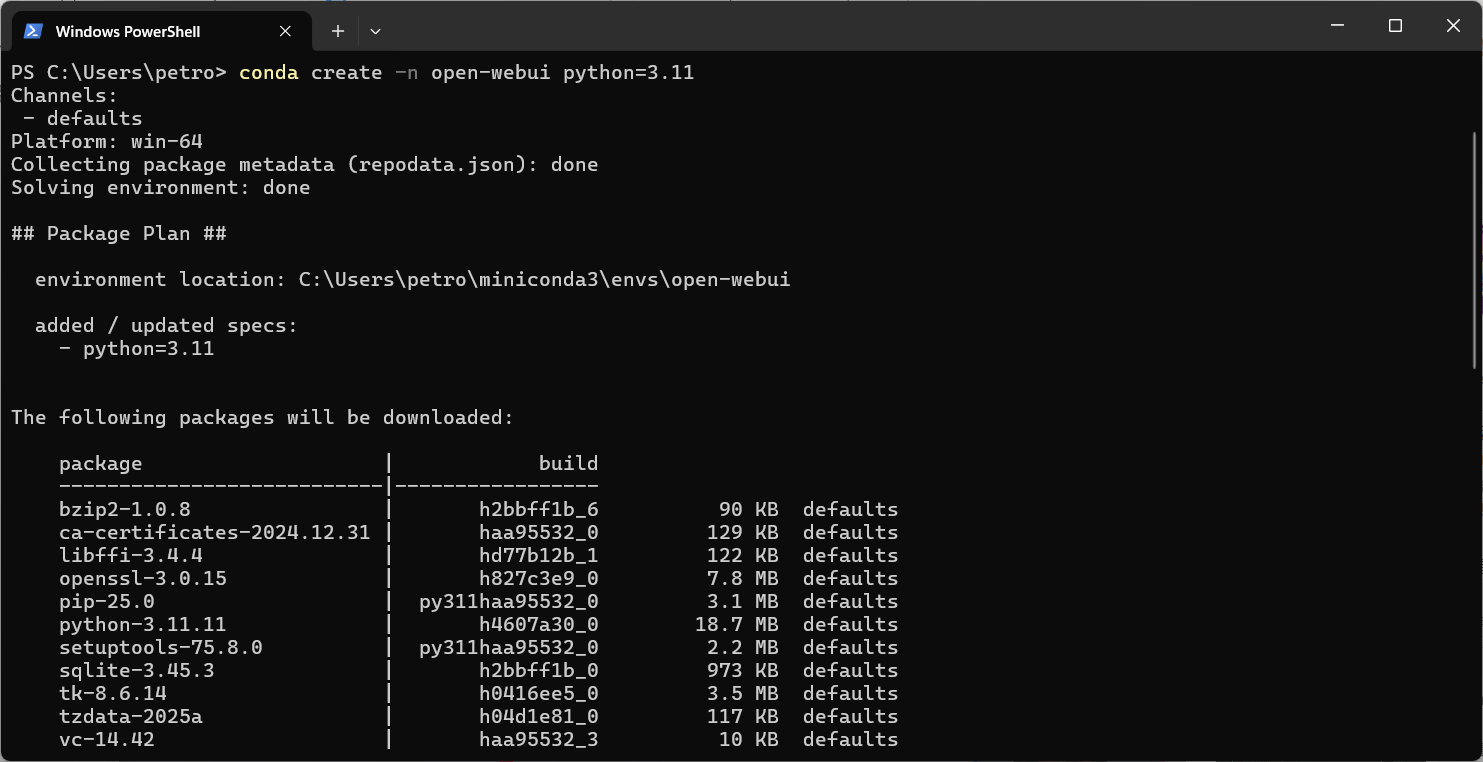 Windows PowerShell
PS C:\Users\petro> conda create -n open-webui python=3.11
Channels:
 - defaults
Platform: win-64
Collecting package metadata (repodata.json): done
Solving environment: done
## Package Plan ##
  environment location: C:\Users\petro\miniconda3\envs\open-webui
  added / updated specs:
    - python=3.11
The following packages will be downloaded:
    package                    |            build
    ---------------------------|-----------------
    bzip2-1.0.8                |       h2bbff1b_6          90 KB  defaults
    ca-certificates-2024.12.31 |       haa95532_0         129 KB  defaults
    libffi-3.4.4               |       hd77b12b_1         122 KB  defaults
    openssl-3.0.15             |       h827c3e9_0         7.8 MB  defaults
    pip-25.0                   |  py311haa95532_0         3.1 MB  defaults
    python-3.11.11             |       h4607a30_0        18.7 MB  defaults
    setuptools-75.8.0          |  py311haa95532_0         2.2 MB  defaults
    sqlite-3.45.3              |       h2bbff1b_0         973 KB  defaults
    tk-8.6.14                  |       h0416ee5_0         3.5 MB  defaults
    tzdata-2025a               |       h04d1e81_0         117 KB  defaults
    vc-14.42                   |       haa95532_3          10 KB  defaults